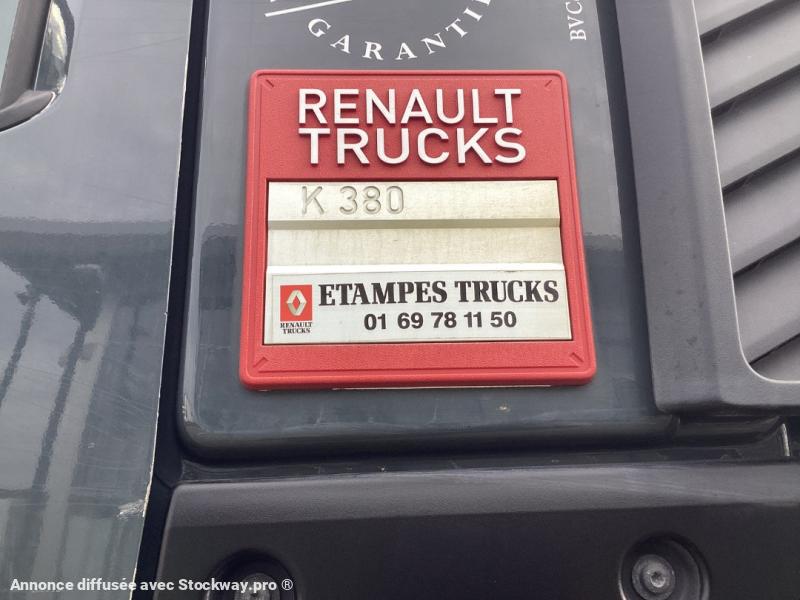 GARANTI
BVC
RENAULT
TRUCKS
K 380
ETAMPES TRUCKS
RENAULT
TRUCKS
01 69 78 11 50
Annonce diffusée avec Stockway.pro ®